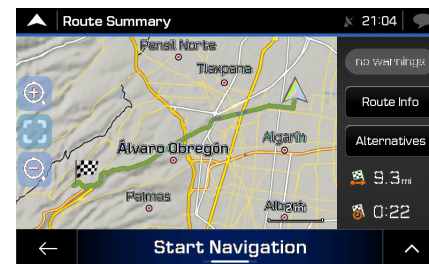 Route Summary
21:04
Pensil Norte
Tlaxpana
no warnings
Route Info
Álvaro Obregón
Algarín
Alternatives
9.3mi
Palmas
0:22
Start Navigation